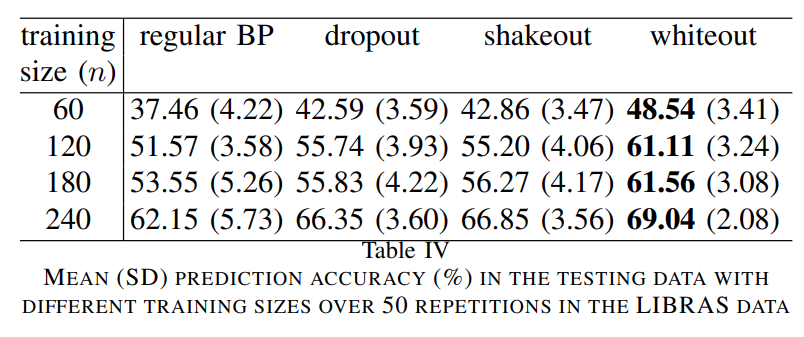 training regular BP dropout shakeout whiteout
size (n)
60 37.46 (4.22) 42.59 (3.59) 42.86 (3.47) 48.54 (3.41)
120 51.57 (3.58) 55.74 (3.93) 55.20 (4.06) 61.11 (3.24)
180 53.55 (5.26) 55.83 (4.22) 56.27 (4.17) 61.56 (3.08)
240 62.15 (5.73) 66.35 (3.60) 66.85 (3.56) 69.04 (2.08)
Table IV
MEAN (SD) PREDICTION ACCURACY (%) IN THE TESTING DATA WITH
DIFFERENT TRAINING SIZES OVER 50 REPETITIONS IN THE LIBRAS DATA